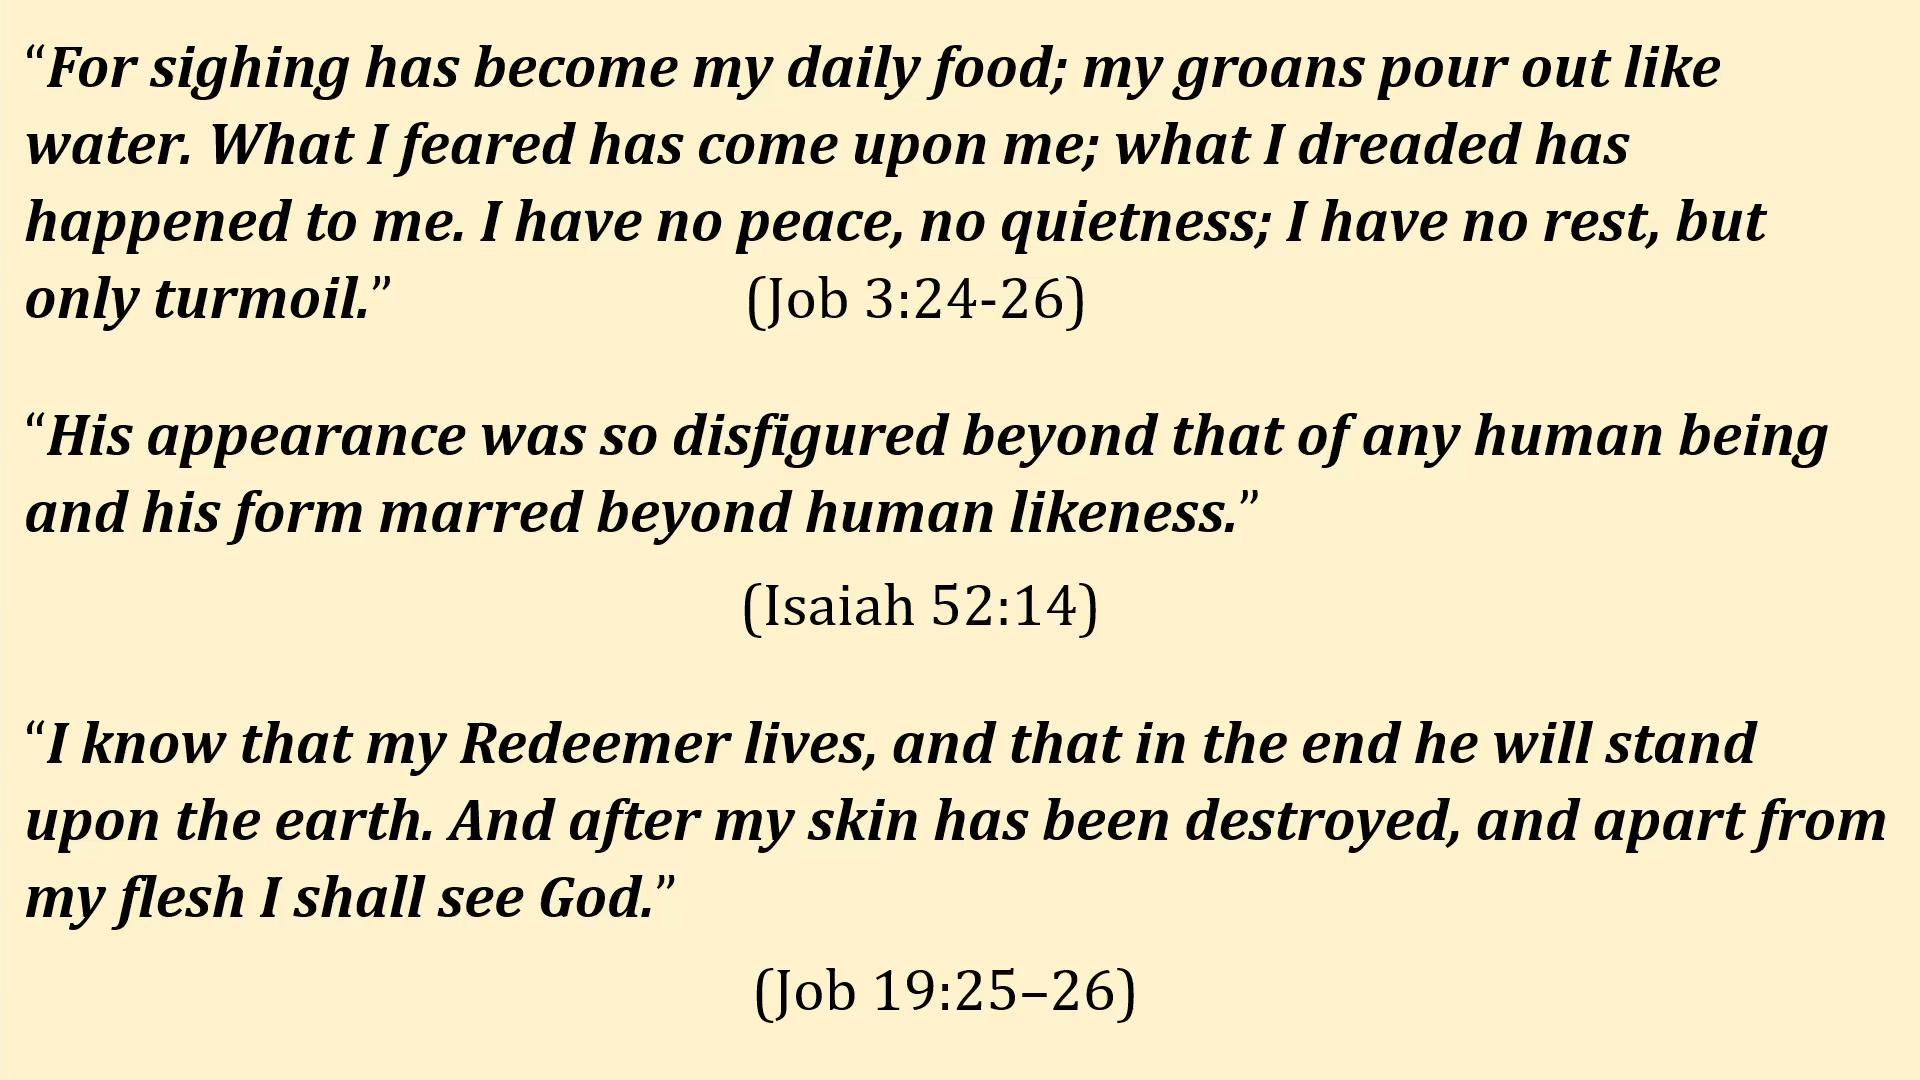 “For sighing has become my daily food; my groans pour out like
water. What I feared has come upon me; what I dreaded has
happened to me. I have no peace, no quietness; I have no rest, but
only turmoil.” (Job 3:24-26)
“His appearance was so disfigured beyond that of any human being
and his form marred beyond human likeness.”
(Isaiah 52:14)
“I know that my Redeemer lives, and that in the end he will stand
upon the earth. And after my skin has been destroyed, and apart from
my flesh I shall see God.”
(Job 19:25–26)